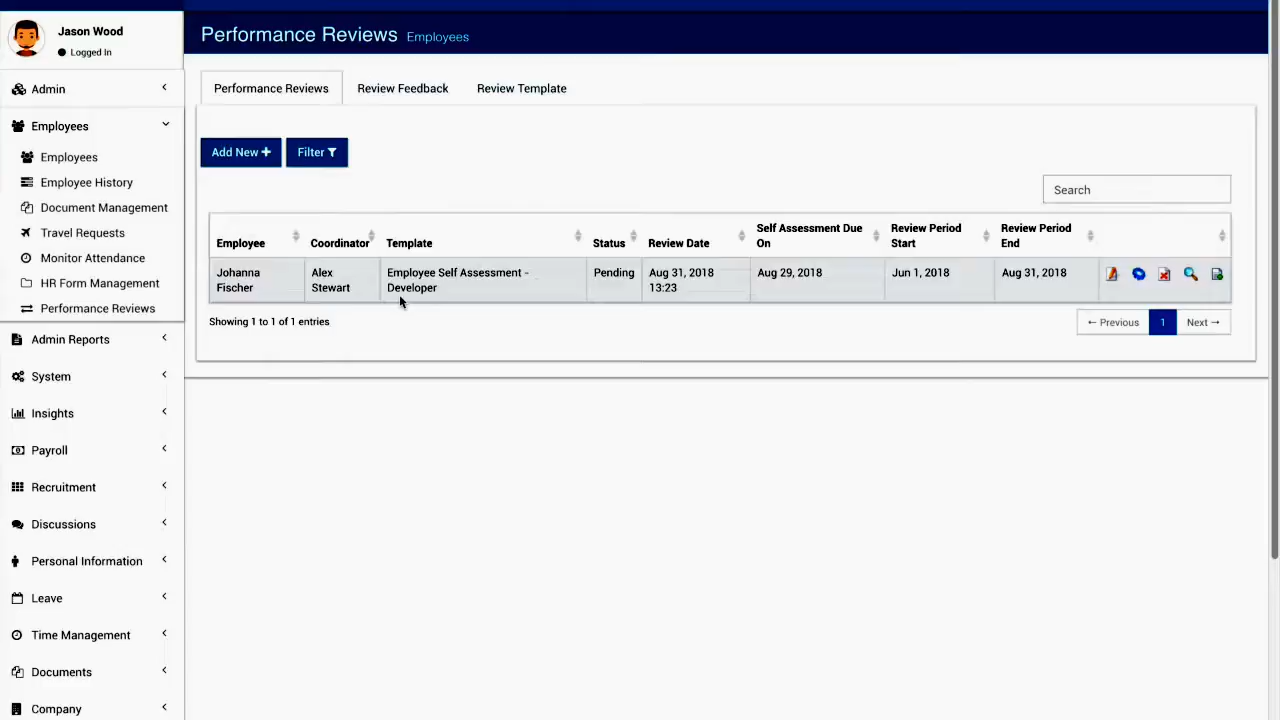 Jason Wood
Logged In
Performance Reviews Employees
Admin
Employees
Employees
Employee History
Document Management
Travel Requests
Monitor Attendance
HR Form Management
Performance Reviews
Admin Reports
System
Insights
Payroll
Recruitment
Discussions
Personal Information
Leave
Time Management
Documents
Company
Performance Reviews Review Feedback Review Template
Add New Filter
Search
Employee Coordinator Template Status Review Date Self Assessment Due On Review Period Start Review Period End
Johanna Fischer Alex Stewart Employee Self Assessment - Developer Pending Aug 31, 2018 13:23 Aug 29, 2018 Jun 1, 2018 Aug 31, 2018
Showing 1 to 1 of 1 entries
← Previous 1 Next →